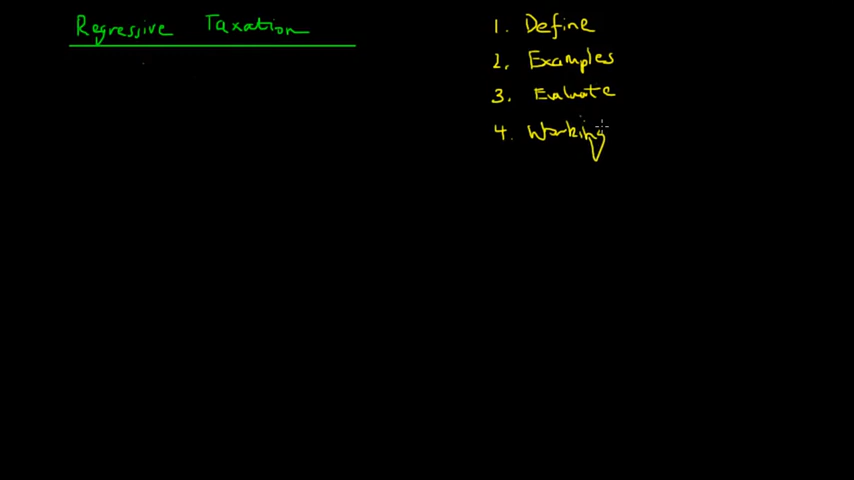 Regressive Taxation
1. Define
2. Examples
3. Evaluate
4. Working